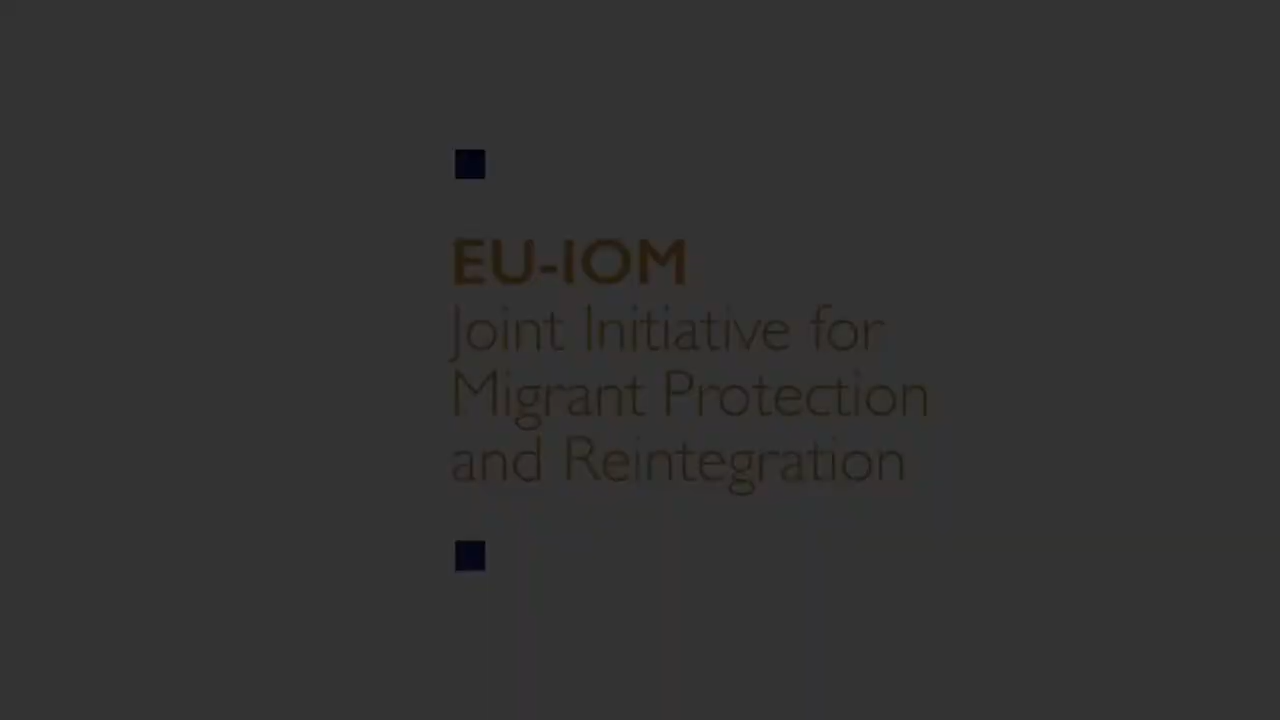 EU-IOM
Joint Initiative for
Migrant Protection
and Reintegration